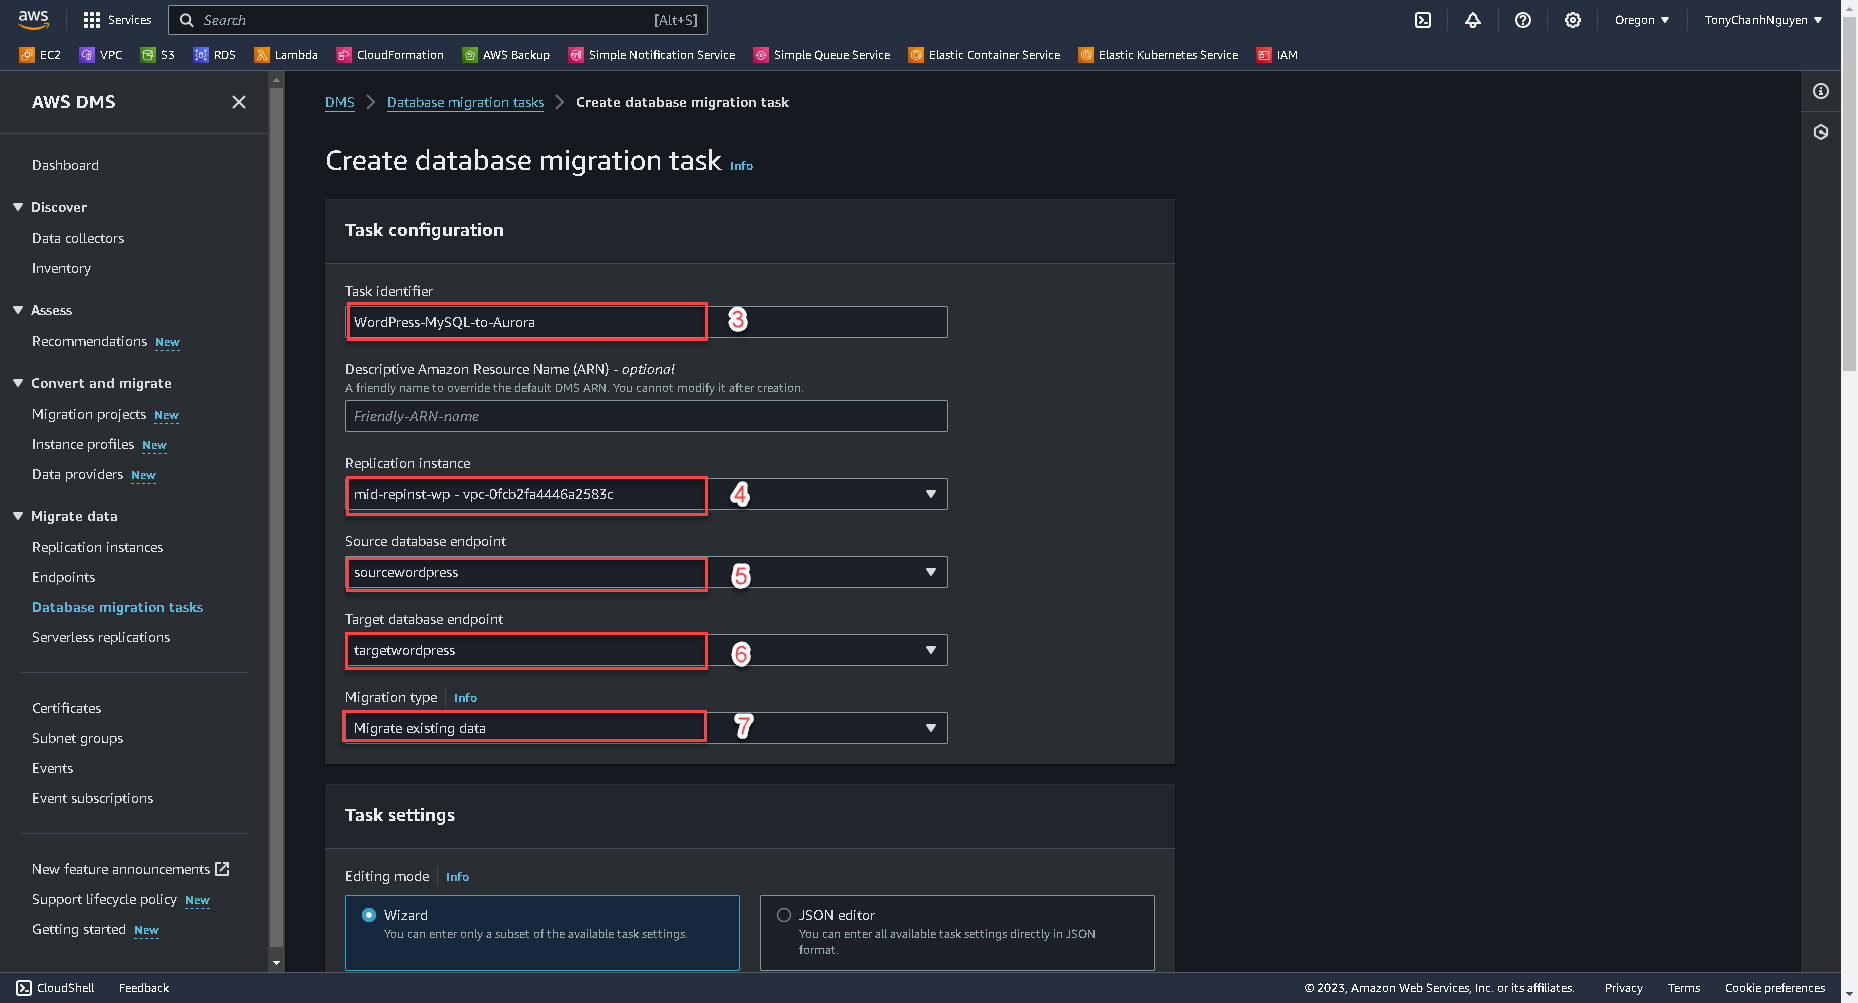 aws
Services
Search [Alt+S]
Oregon ▼
TonyChanhNguyen ▼
EC2 VPC S3 RDS Lambda CloudFormation AWS Backup Simple Notification Service Simple Queue Service Elastic Container Service Elastic Kubernetes Service IAM
AWS DMS
Dashboard
Discover
Data collectors
Inventory
Assess
Recommendations New
Convert and migrate
Migration projects New
Instance profiles New
Data providers New
Migrate data
Replication instances
Endpoints
Database migration tasks
Serverless replications
Certificates
Subnet groups
Events
Event subscriptions
New feature announcements
Support lifecycle policy New
Getting started New
DMS > Database migration tasks > Create database migration task
Create database migration task Info
Task configuration
Task identifier
WordPress-MySQL-to-Aurora 3
Descriptive Amazon Resource Name (ARN) - optional
A friendly name to override the default DMS ARN. You cannot modify it after creation.
Friendly-ARN-name
Replication instance
mid-repinst-wp - vpc-0fcb2fa4446a2583c 4
Source database endpoint
sourcewordpress 5
Target database endpoint
targetwordpress 6
Migration type Info
Migrate existing data 7
Task settings
Editing mode Info
Wizard
You can enter only a subset of the available task settings.
JSON editor
You can enter all available task settings directly in JSON
format.
CloudShell Feedback
© 2023, Amazon Web Services, Inc. or its affiliates. Privacy Terms Cookie preferences